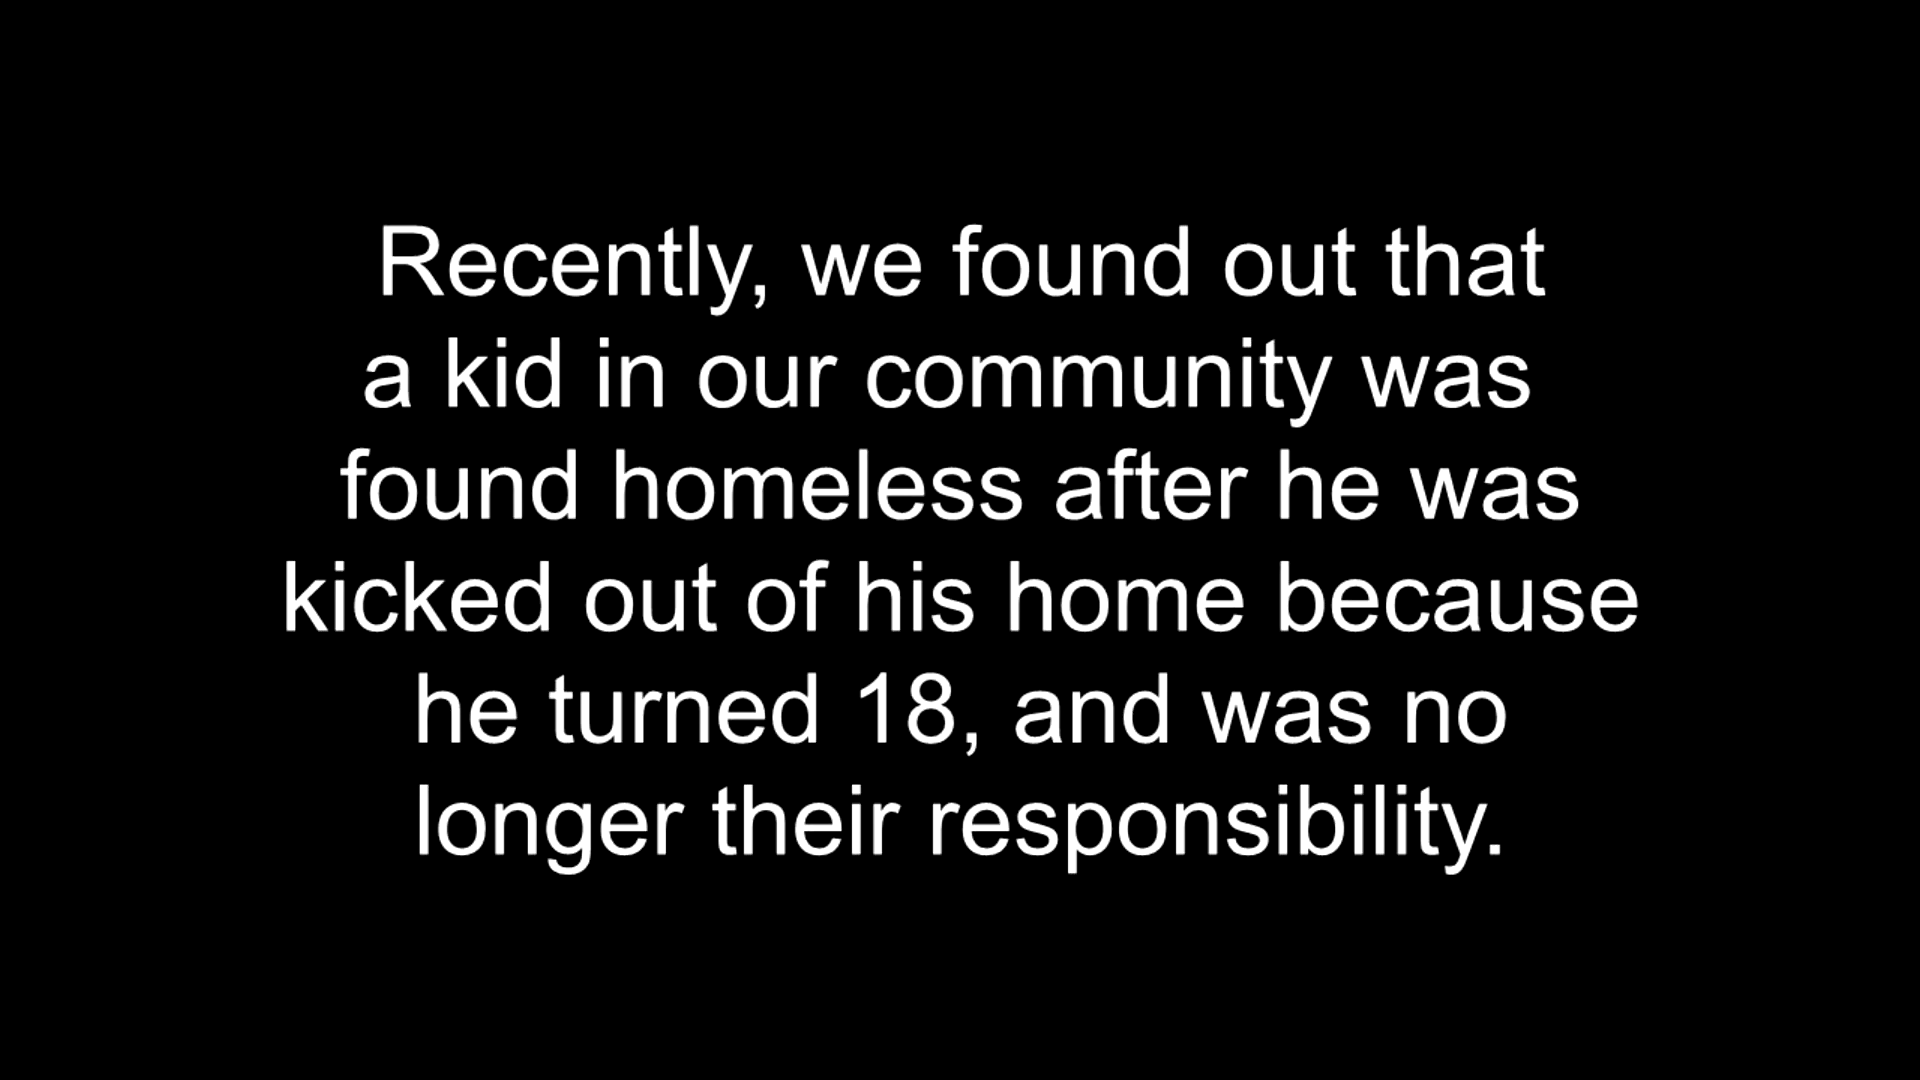 Recently, we found out that
a kid in our community was
found homeless after he was
kicked out of his home because
he turned 18, and was no
longer their responsibility.